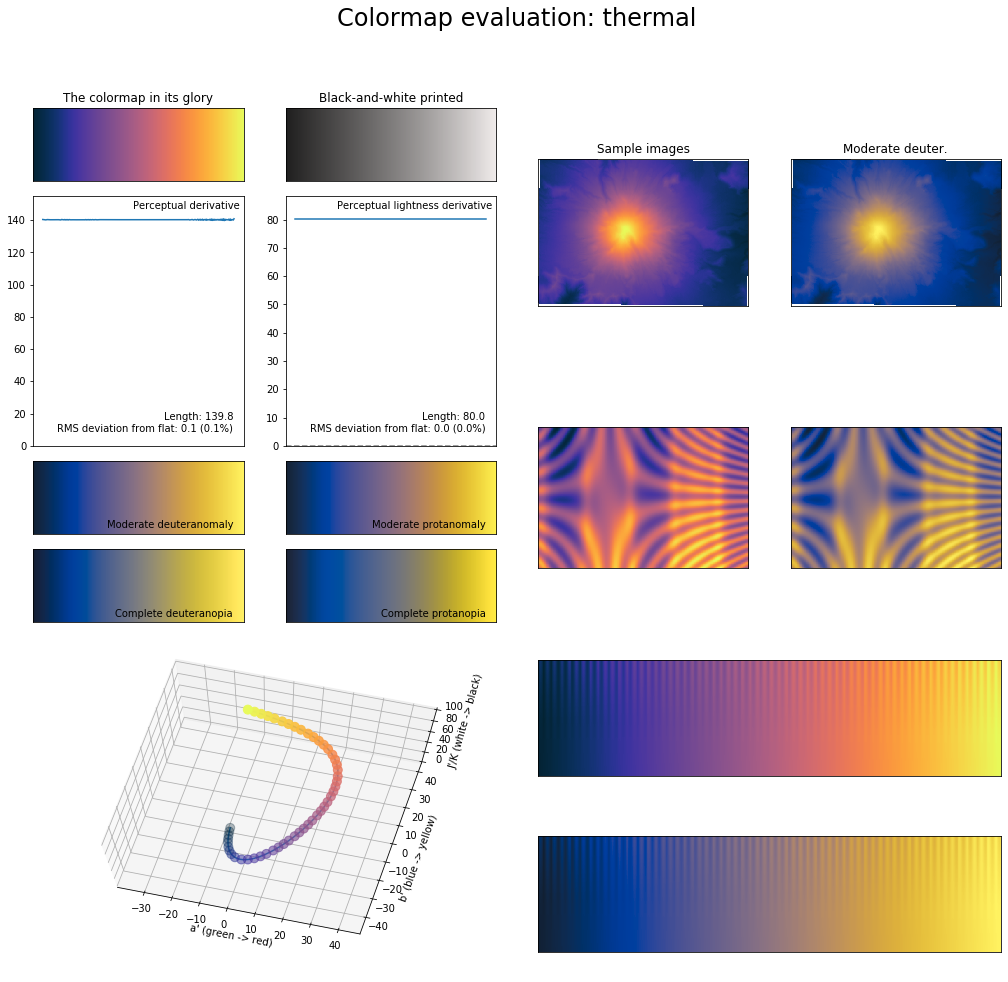 Colormap evaluation: thermal
The colormap in its glory
Black-and-white printed
Sample images
Moderate deuter.
Perceptual derivative
140
120
100
80
60
40
20
0
Length: 139.8
RMS deviation from flat: 0.1 (0.1%)
Perceptual lightness derivative
80
70
60
50
40
30
20
10
0
Length: 80.0
RMS deviation from flat: 0.0 (0.0%)
Moderate deuteranomaly
Moderate protanomaly
Complete deuteranopia
Complete protanopia
100
80
60
40
20
0
J'/K (white -> black)
40
30
20
10
0
−10
−20
−30
−40
b' (blue -> yellow)
−30
−20
−10
0
10
20
30
40
a' (green -> red)